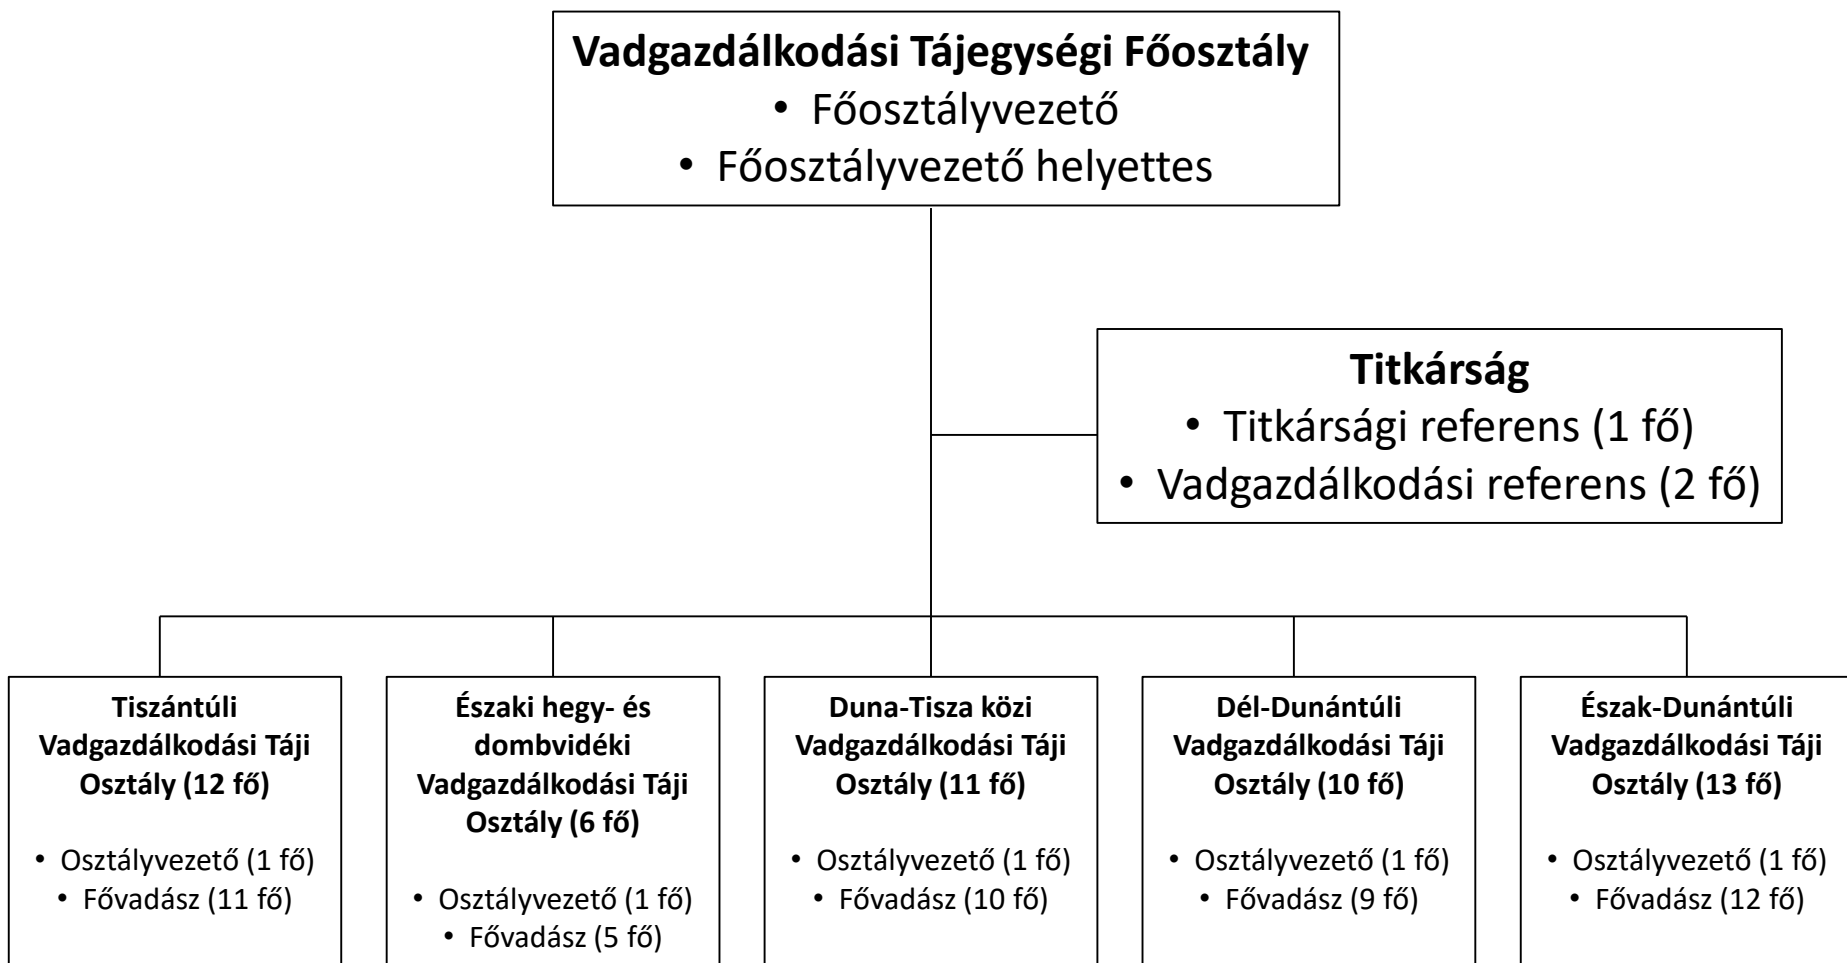 Vadgazdálkodási Tájegységi Főosztály
• Főosztályvezető
• Főosztályvezető helyettes
Titkárság
• Titkársági referens (1 fő)
• Vadgazdálkodási referens (2 fő)
Tiszántúli
Vadgazdálkodási Táji
Osztály (12 fő)
• Osztályvezető (1 fő)
• Fővadász (11 fő)
Északi hegy- és
dombvidéki
Vadgazdálkodási Táji
Osztály (6 fő)
• Osztályvezető (1 fő)
• Fővadász (5 fő)
Duna-Tisza közi
Vadgazdálkodási Táji
Osztály (11 fő)
• Osztályvezető (1 fő)
• Fővadász (10 fő)
Dél-Dunántúli
Vadgazdálkodási Táji
Osztály (10 fő)
• Osztályvezető (1 fő)
• Fővadász (9 fő)
Észak-Dunántúli
Vadgazdálkodási Táji
Osztály (13 fő)
• Osztályvezető (1 fő)
• Fővadász (12 fő)